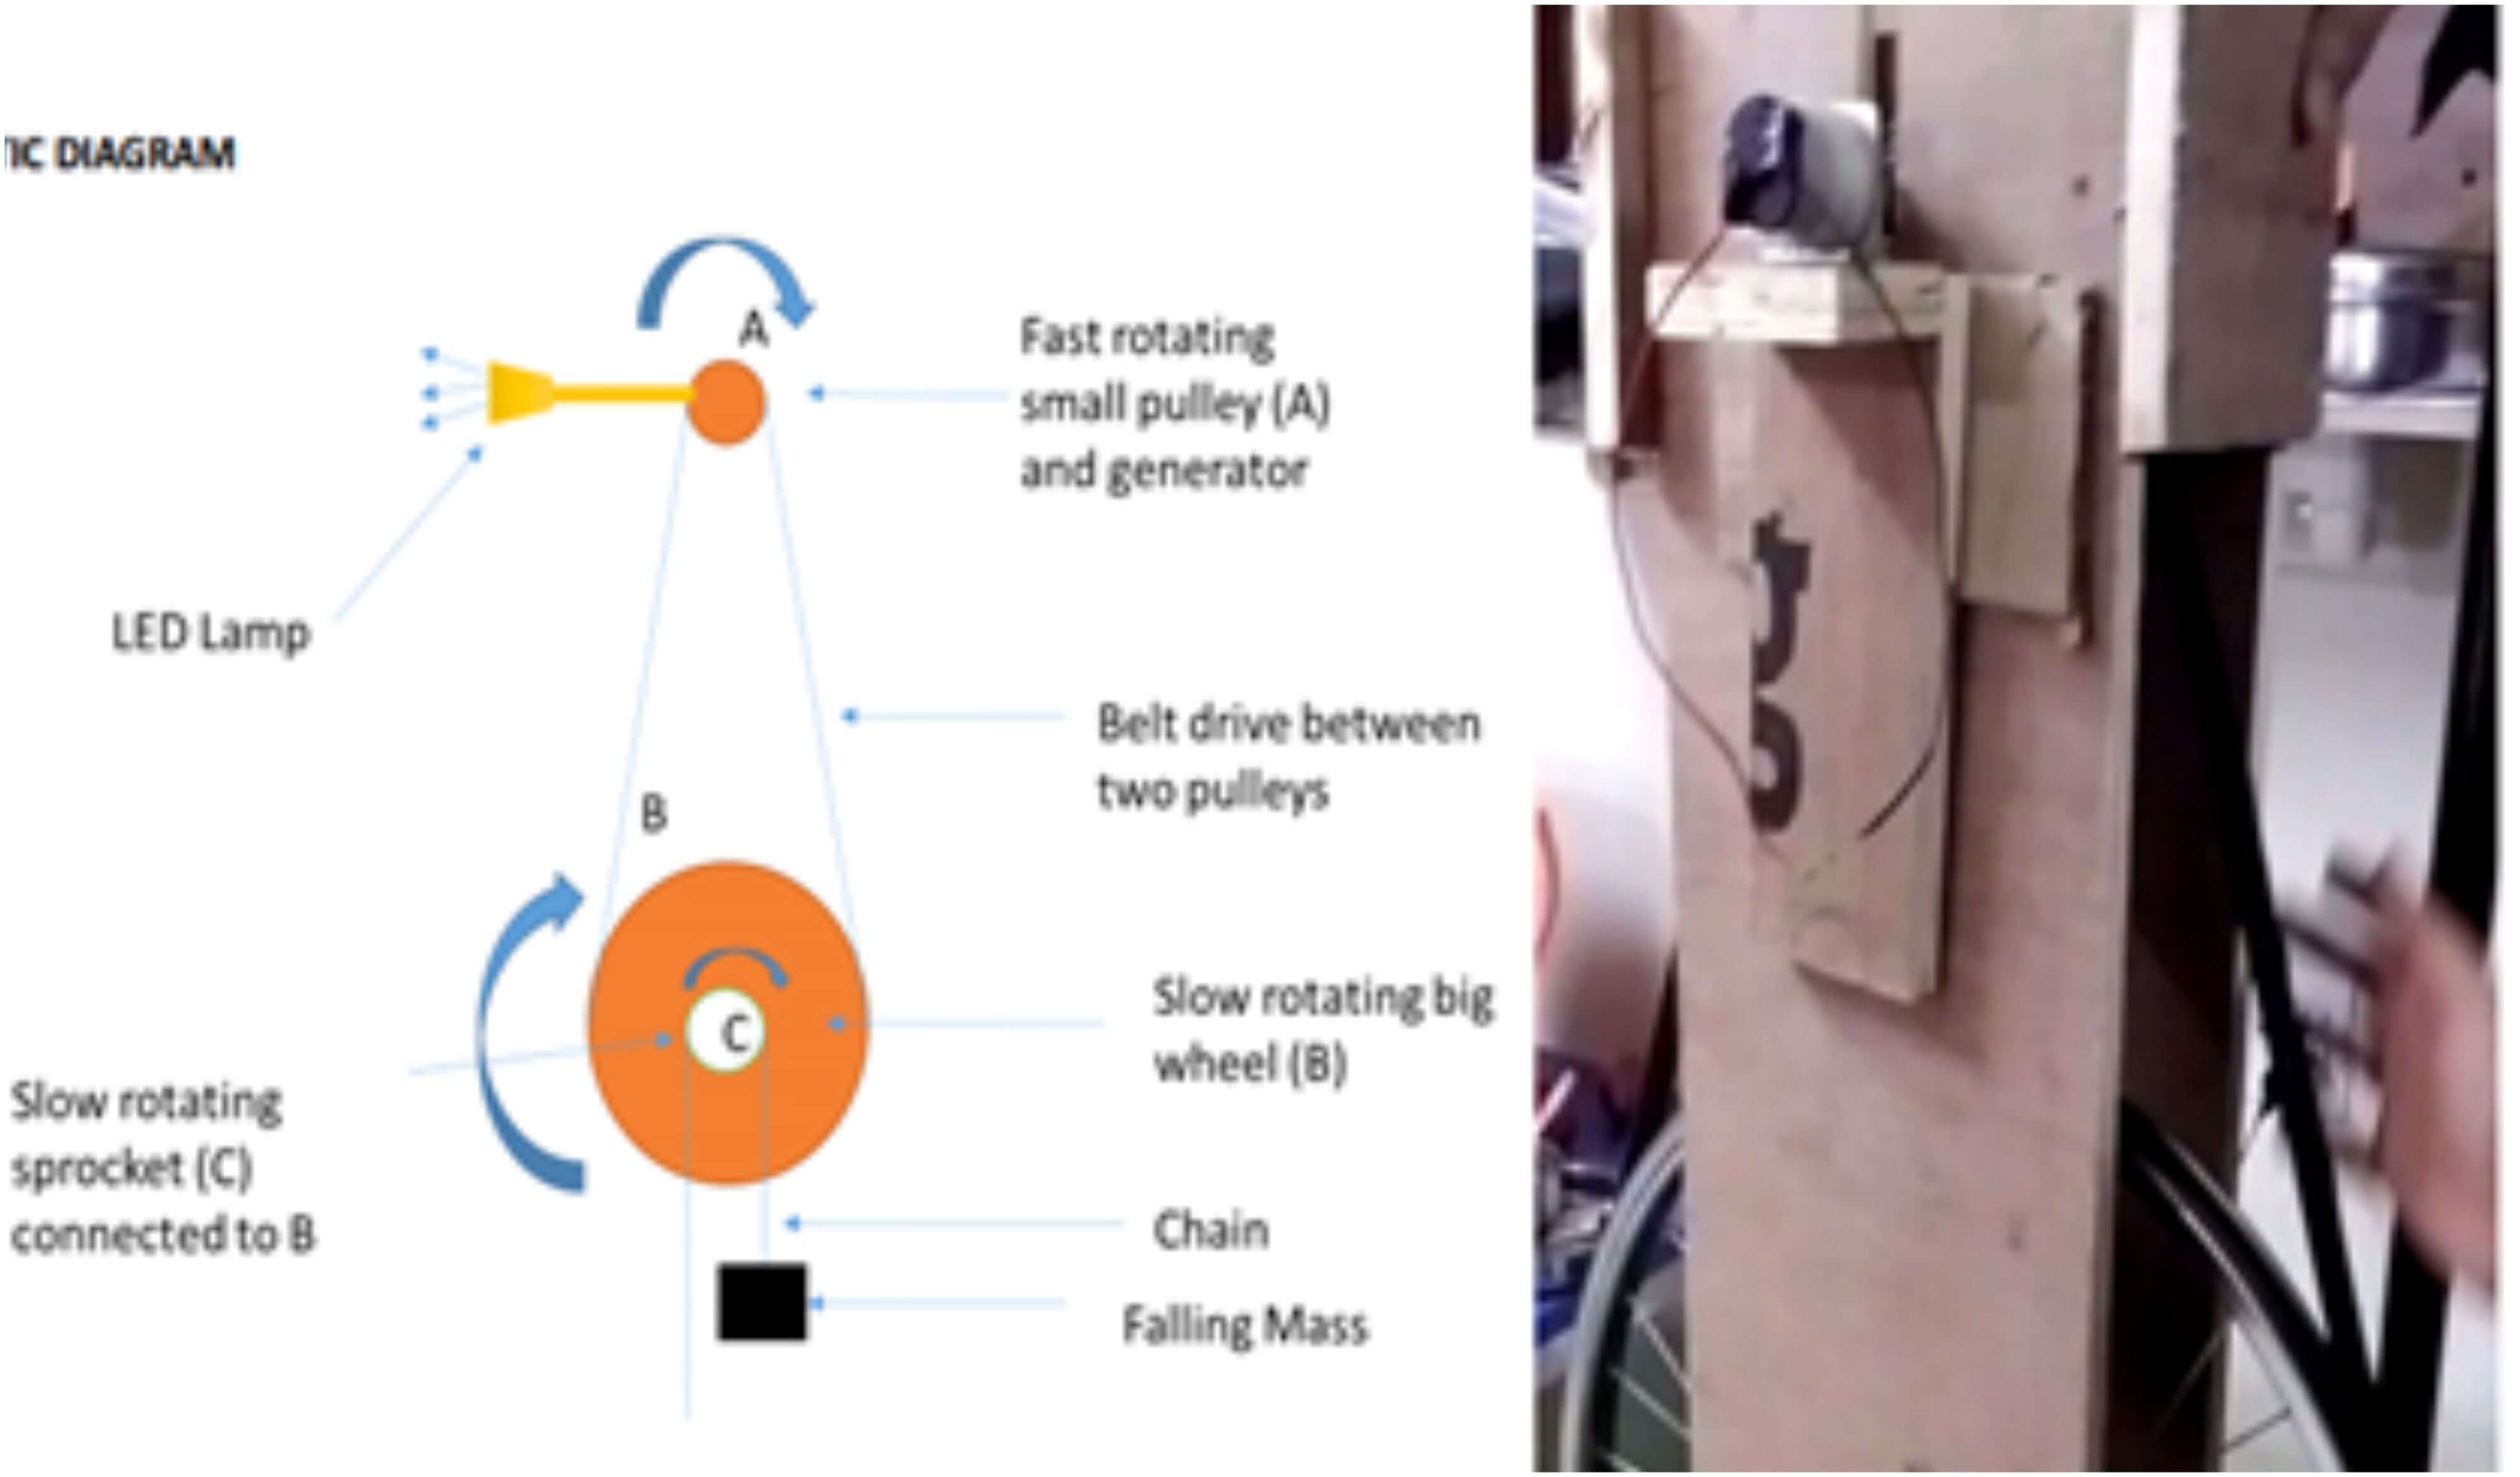 TIC DIAGRAM
A
Fast rotating
small pulley (A)
and generator
LED Lamp
Belt drive between
two pulleys
B
C
Slow rotating big
wheel (B)
Slow rotating
sprocket (C)
connected to B
Chain
Falling Mass